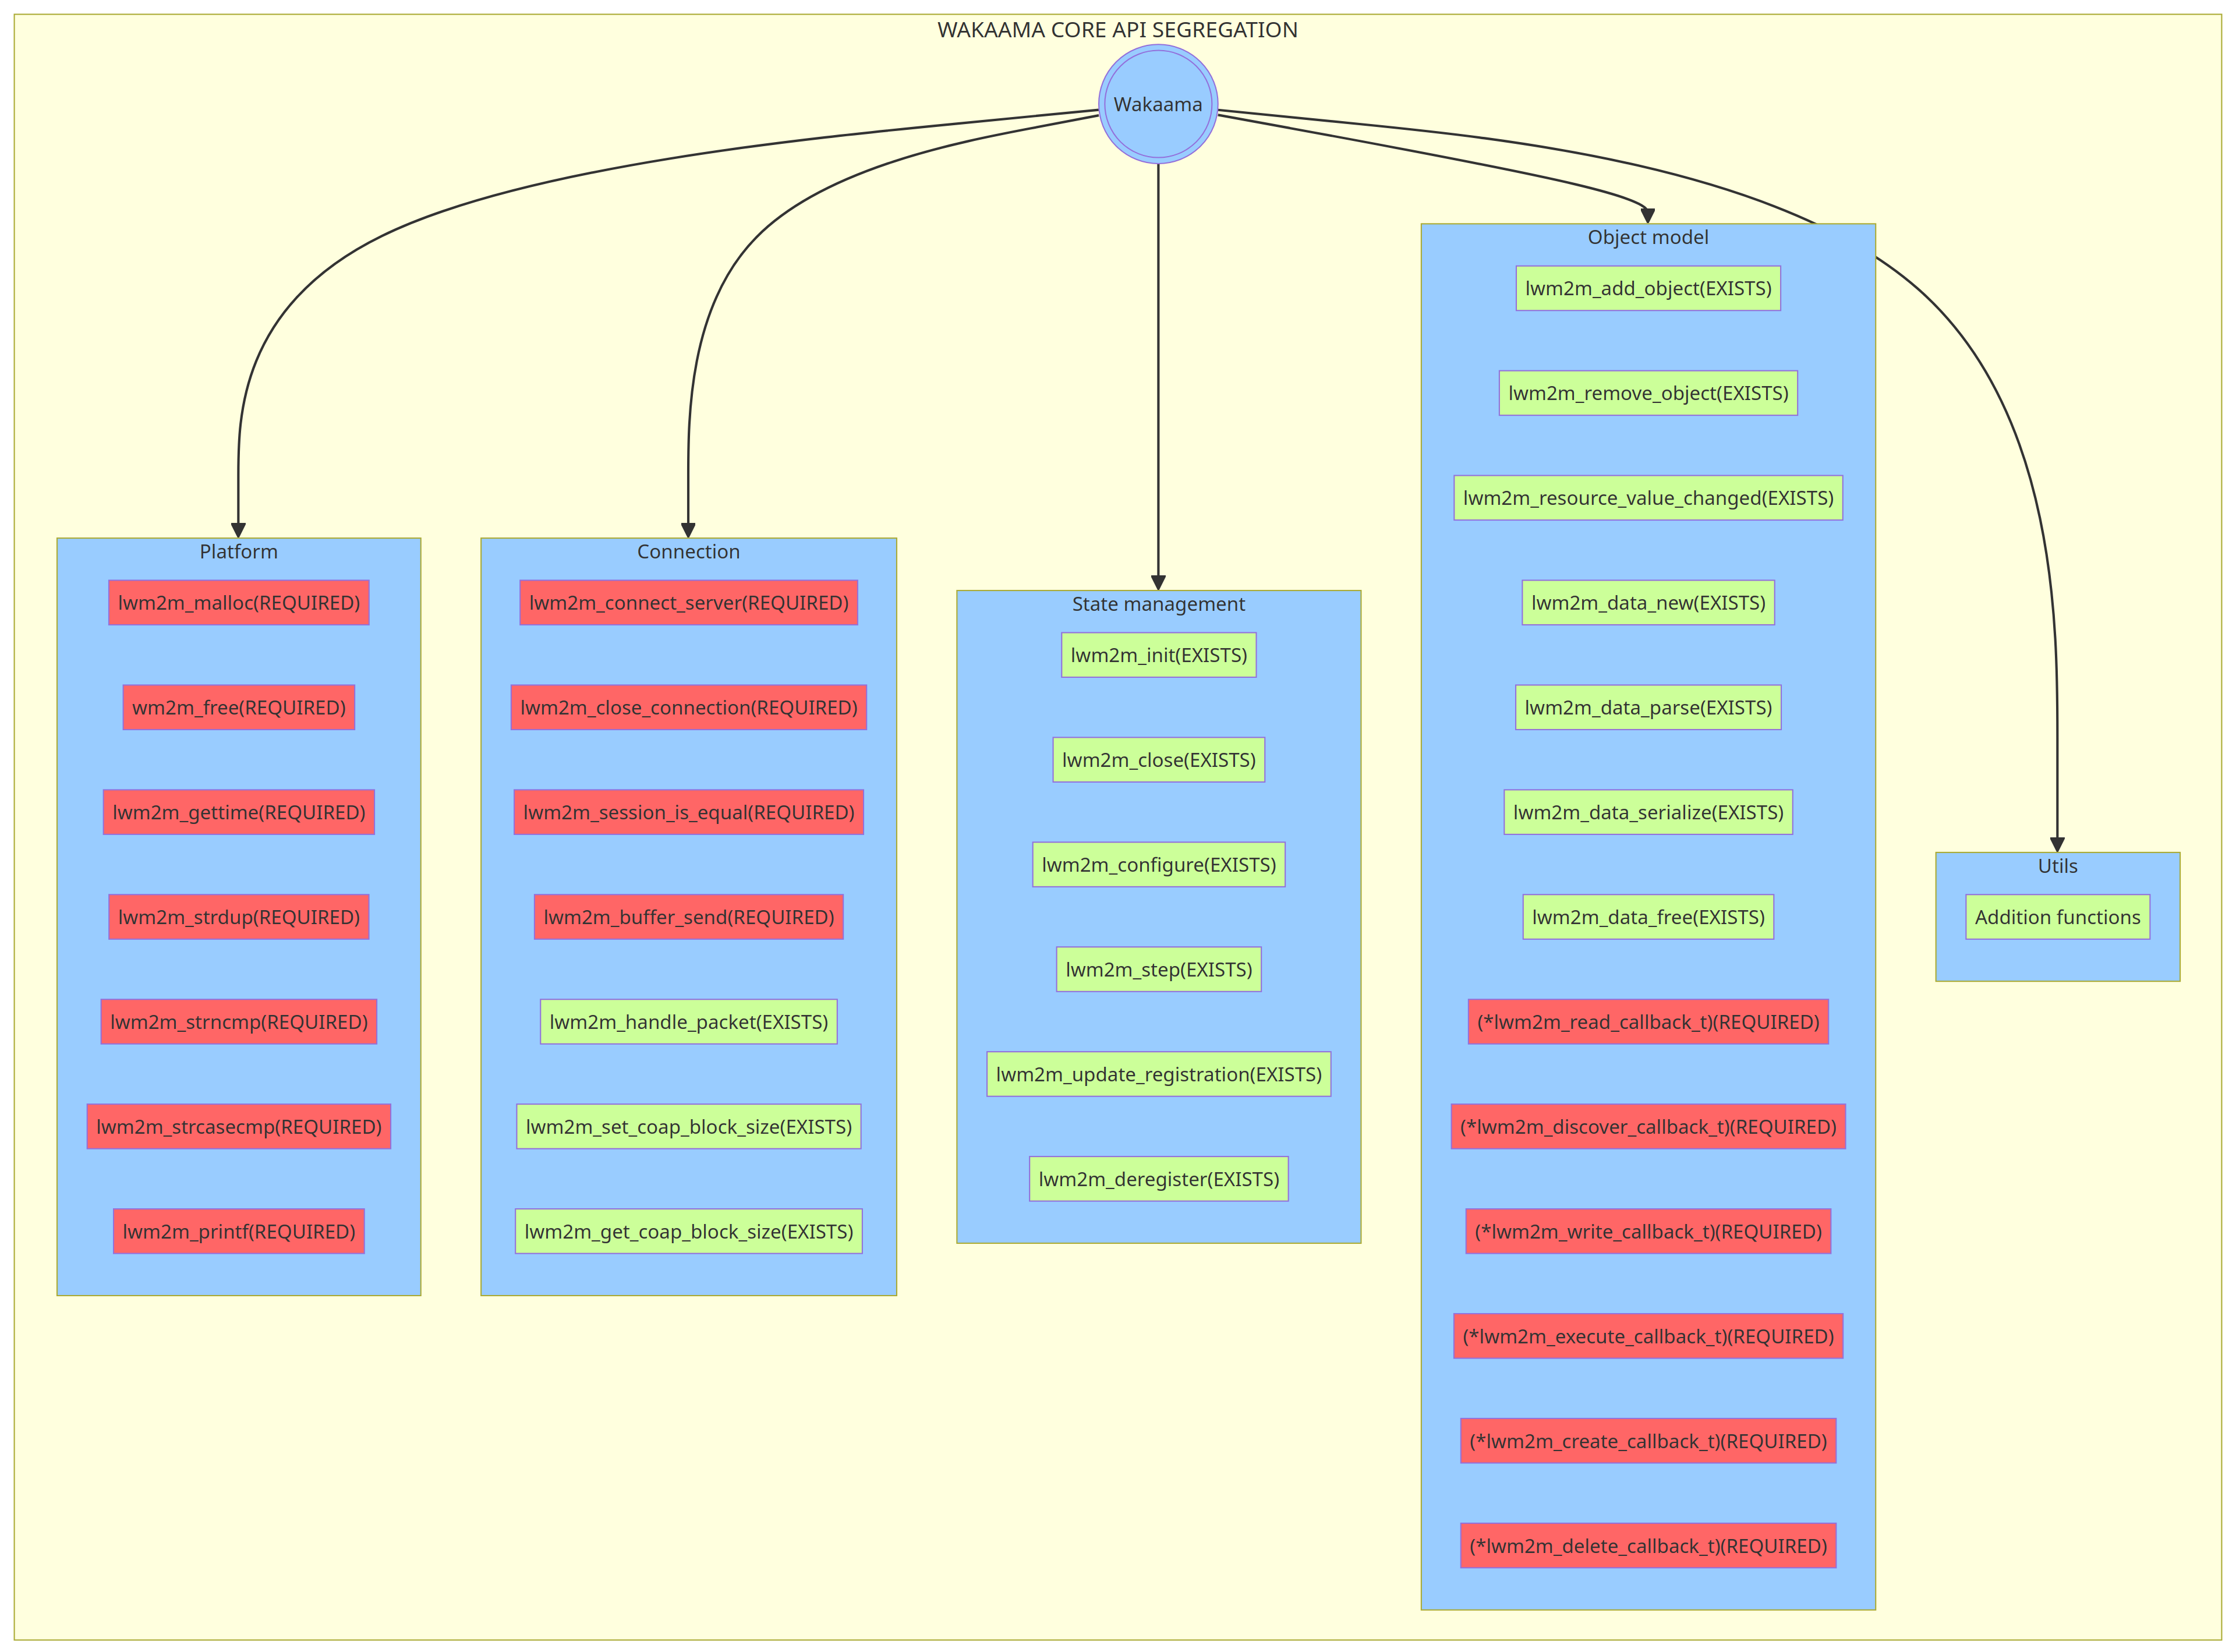 WAKAAMA CORE API SEGREGATION
Wakaama
Platform
lwm2m_malloc(REQUIRED)
wm2m_free(REQUIRED)
lwm2m_gettime(REQUIRED)
lwm2m_strdup(REQUIRED)
lwm2m_strncmp(REQUIRED)
lwm2m_strcasecmp(REQUIRED)
lwm2m_printf(REQUIRED)
Connection
lwm2m_connect_server(REQUIRED)
lwm2m_close_connection(REQUIRED)
lwm2m_session_is_equal(REQUIRED)
lwm2m_buffer_send(REQUIRED)
lwm2m_handle_packet(EXISTS)
lwm2m_set_coap_block_size(EXISTS)
lwm2m_get_coap_block_size(EXISTS)
State management
lwm2m_init(EXISTS)
lwm2m_close(EXISTS)
lwm2m_configure(EXISTS)
lwm2m_step(EXISTS)
lwm2m_update_registration(EXISTS)
lwm2m_deregister(EXISTS)
Object model
lwm2m_add_object(EXISTS)
lwm2m_remove_object(EXISTS)
lwm2m_resource_value_changed(EXISTS)
lwm2m_data_new(EXISTS)
lwm2m_data_parse(EXISTS)
lwm2m_data_serialize(EXISTS)
lwm2m_data_free(EXISTS)
(*lwm2m_read_callback_t)(REQUIRED)
(*lwm2m_discover_callback_t)(REQUIRED)
(*lwm2m_write_callback_t)(REQUIRED)
(*lwm2m_execute_callback_t)(REQUIRED)
(*lwm2m_create_callback_t)(REQUIRED)
(*lwm2m_delete_callback_t)(REQUIRED)
Utils
Addition functions